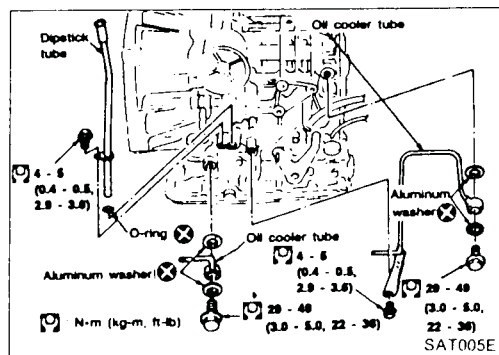 Oil cooler tube
Dipstick
tube
4 - 5
(0.4 - 0.5,
2.9 - 3.6)
O-ring
Aluminum washer
Oil cooler tube
4 - 5
(0.4 - 0.5,
2.9 - 3.6)
Aluminum
washer
29 - 49
(3.0 - 5.0, 22 - 36)
29 - 49
(3.0 - 5.0,
22 - 36)
N•m (kg-m, ft-lb)
SAT005E